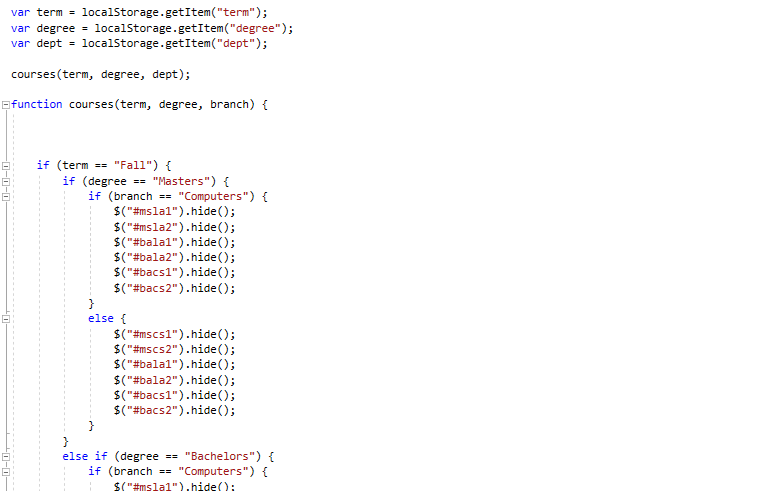 var term = localStorage.getItem("term");
var degree = localStorage.getItem("degree");
var dept = localStorage.getItem("dept");
courses(term, degree, dept);
function courses(term, degree, branch) {
if (term == "Fall") {
if (degree == "Masters") {
if (branch == "Computers") {
$("#msla1").hide();
$("#msla2").hide();
$("#bala1").hide();
$("#bala2").hide();
$("#bacs1").hide();
$("#bacs2").hide();
}
else {
$("#mscs1").hide();
$("#mscs2").hide();
$("#bala1").hide();
$("#bala2").hide();
$("#bacs1").hide();
$("#bacs2").hide();
}
}
else if (degree == "Bachelors") {
if (branch == "Computers") {
$("#msla1").hide();